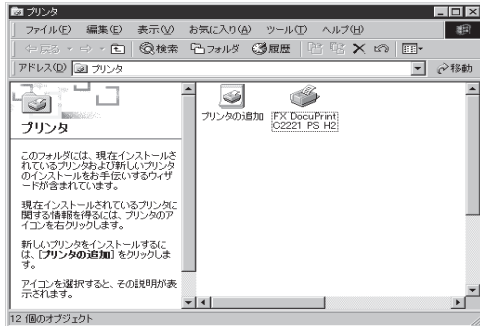 プリンタ
ファイル(F) 編集(E) 表示(V) お気に入り(A) ツール(T) ヘルプ(H)
戻る 検索 フォルダ 履歴
アドレス(D) プリンタ 移動
プリンタ
このフォルダには、現在インストールさ
れているプリンタおよび新しいプリンタ
のインストールをお手伝いするウィザ
ードが含まれています。
現在インストールされているプリンタに
関する情報を得るには、プリンタのア
イコンを右クリックします。
新しいプリンタをインストールするに
は、[プリンタの追加] をクリックしま
す。
アイコンを選択すると、その説明が表
示されます。
プリンタの追加
FX DocuPrint
C2221 PS H2
12 個のオブジェクト